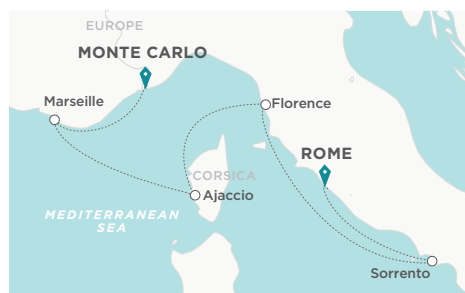 EUROPE
MONTE CARLO
Marseille
Florence
ROME
CORSICA
Ajaccio
MEDITERRANEAN
SEA
Sorrento